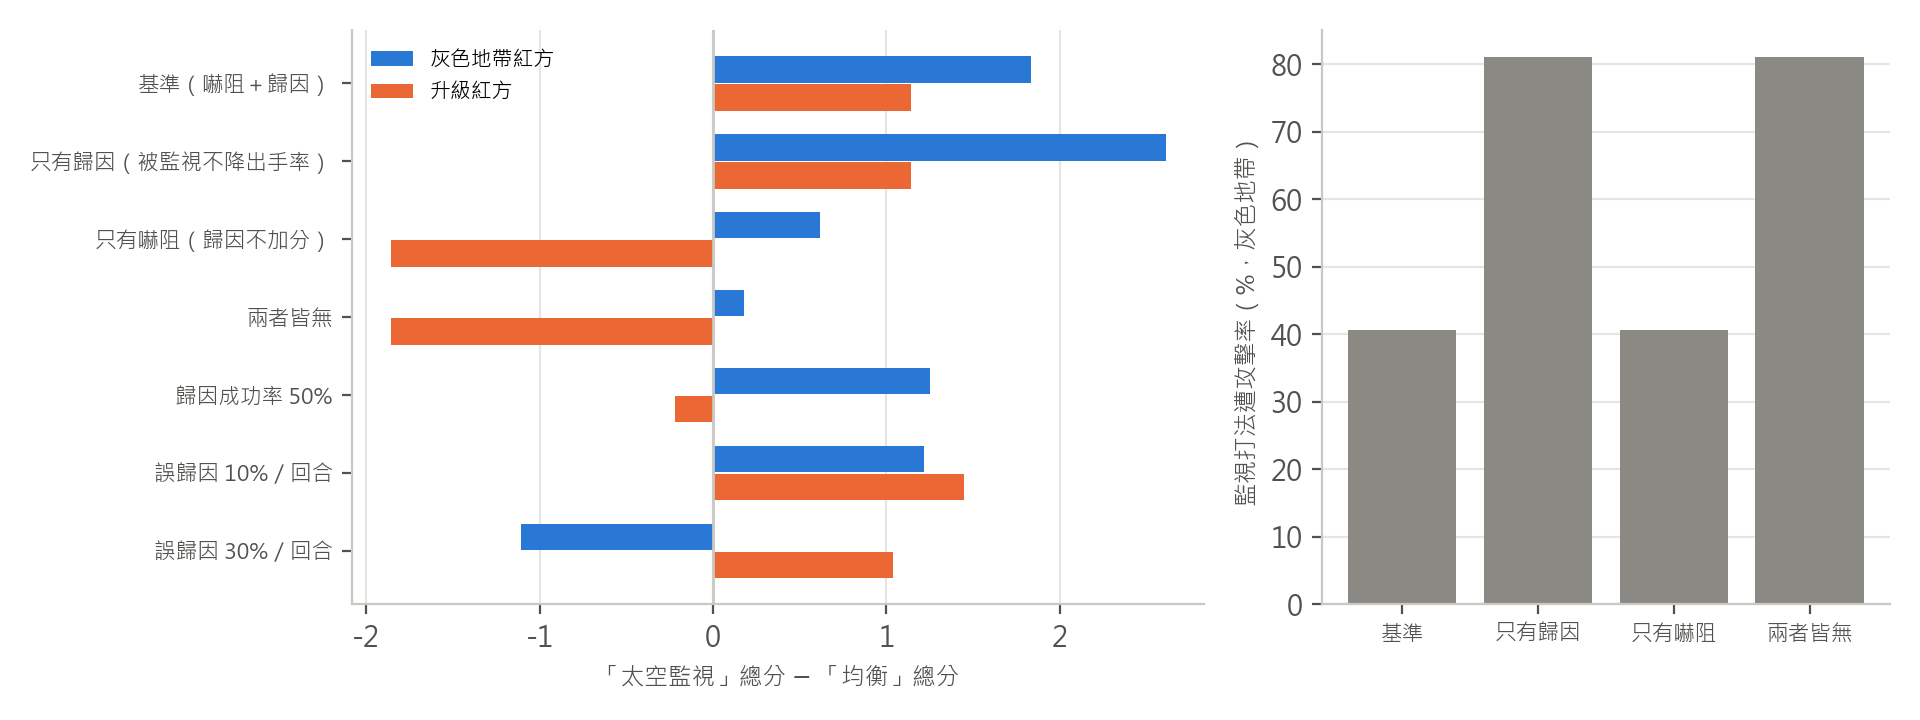 灰色地帶紅方
升級紅方
基準（嚇阻＋歸因）
只有歸因（被監視不降出手率）
只有嚇阻（歸因不加分）
兩者皆無
歸因成功率 50%
誤歸因 10% / 回合
誤歸因 30% / 回合
-2 -1 0 1 2
「太空監視」總分 − 「均衡」總分
監視打法遭攻擊率（%，灰色地帶）
80
70
60
50
40
30
20
10
0
基準 只有歸因 只有嚇阻 兩者皆無